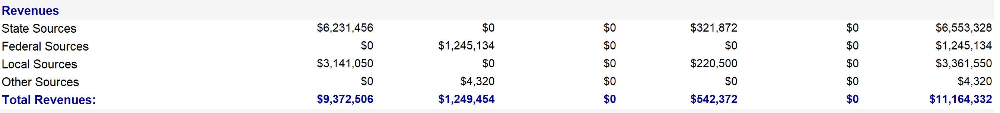 Revenues
State Sources $6,231,456 $0 $0 $321,872 $0 $6,553,328
Federal Sources $0 $1,245,134 $0 $0 $0 $1,245,134
Local Sources $3,141,050 $0 $0 $220,500 $0 $3,361,550
Other Sources $0 $4,320 $0 $0 $0 $4,320
Total Revenues: $9,372,506 $1,249,454 $0 $542,372 $0 $11,164,332